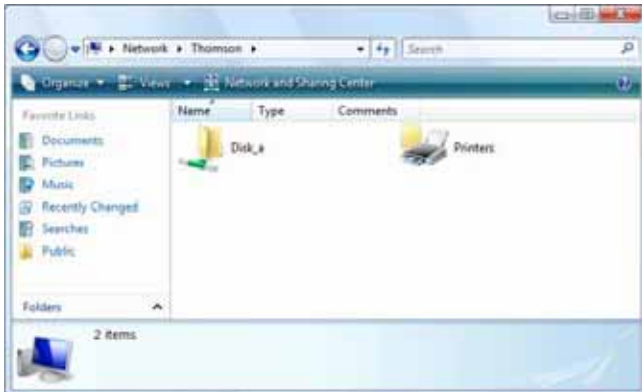 Network Thomson Search
Organize Views Network and Sharing Center
Favorite Links
Documents
Pictures
Music
Recently Changed
Searches
Public
Folders
Name Type Comments
Disk_a Printers
2 items